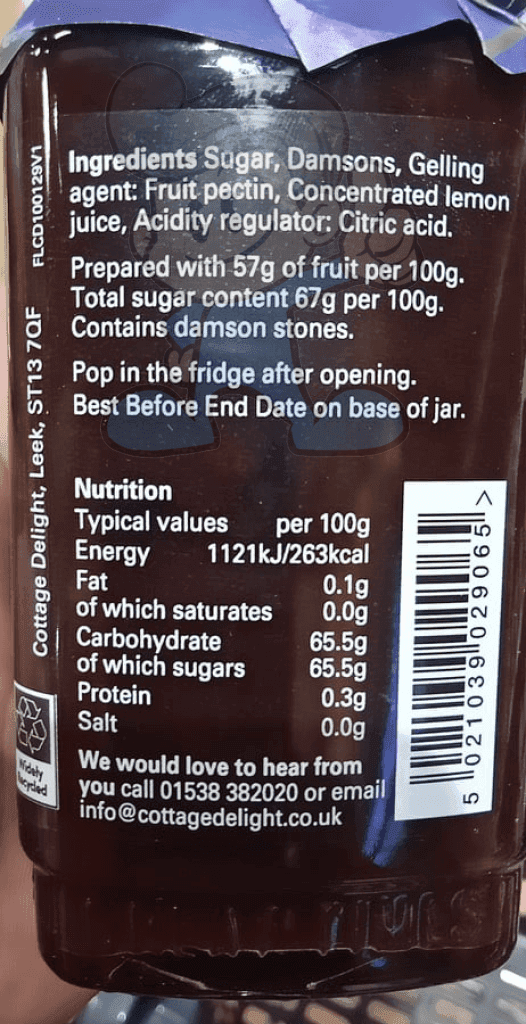 Ingredients Sugar, Damsons, Gelling
agent: Fruit pectin, Concentrated lemon
juice, Acidity regulator: Citric acid.
Prepared with 57g of fruit per 100g.
Total sugar content 67g per 100g.
Contains damson stones.
Pop in the fridge after opening.
Best Before End Date on base of jar.
Nutrition
Typical values per 100g
Energy 1121kJ/263kcal
Fat 0.1g
of which saturates 0.0g
Carbohydrate 65.5g
of which sugars 65.5g
Protein 0.3g
Salt 0.0g
We would love to hear from
you call 01538 382020 or email
info@cottagedelight.co.uk
Cottage Delight, Leek, ST13 7QF FLCD100129V1
Widely
Recycled
5 021039 029065 >